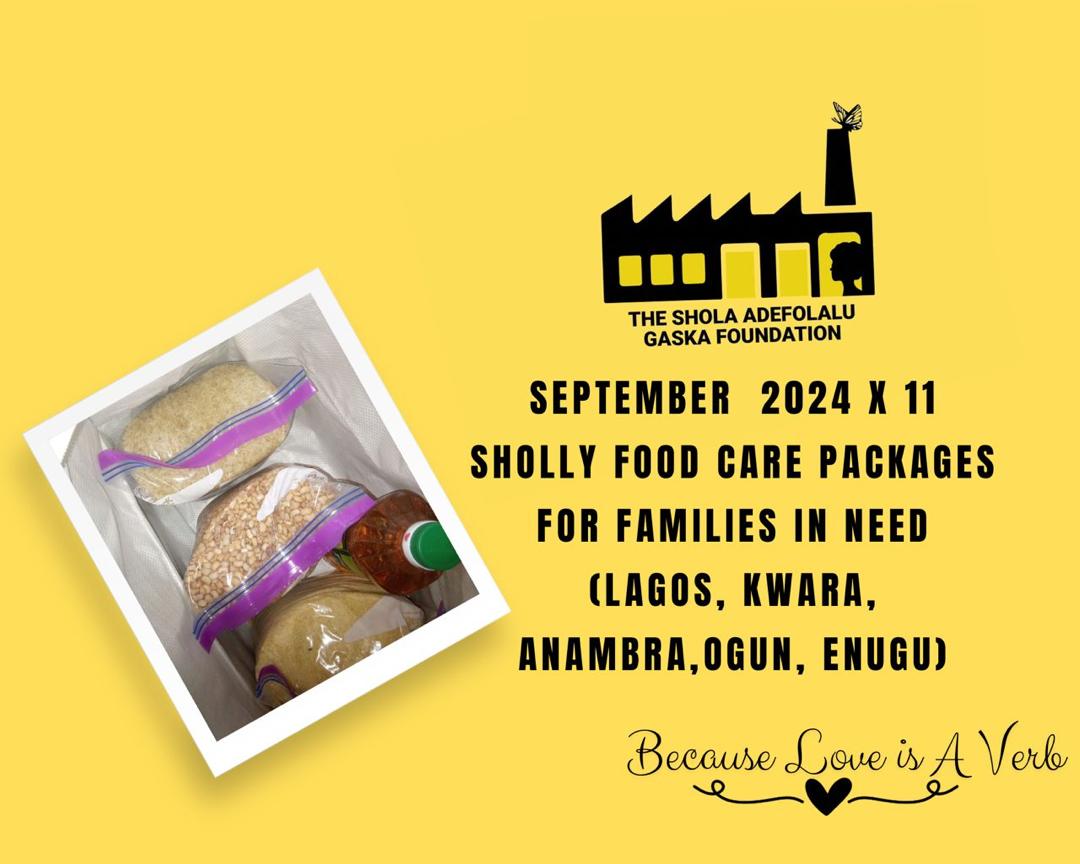 THE SHOLA ADEFOLALU
GASKA FOUNDATION
SEPTEMBER 2024 X 11
SHOLLY FOOD CARE PACKAGES
FOR FAMILIES IN NEED
(LAGOS, KWARA,
ANAMBRA,OGUN, ENUGU)
Because Love is A Verb